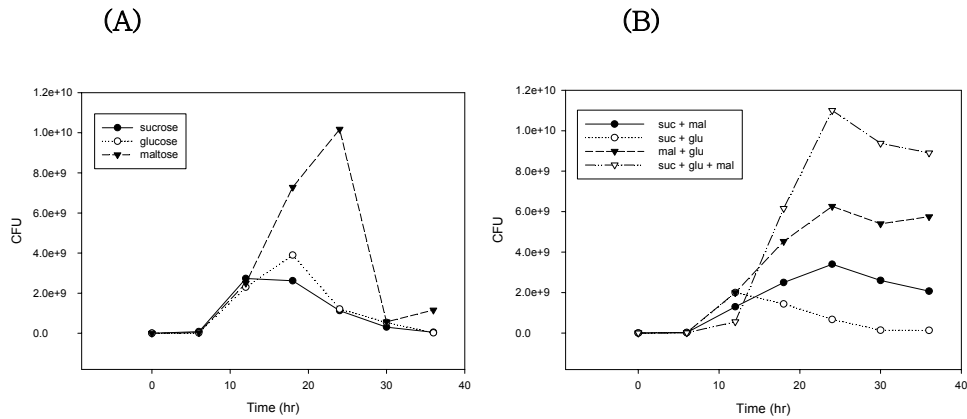 (A)
1.2e+10
1.0e+10
8.0e+9
6.0e+9
4.0e+9
2.0e+9
0.0
CFU
sucrose
glucose
maltose
0 10 20 30 40
Time (hr)
(B)
1.2e+10
1.0e+10
8.0e+9
6.0e+9
4.0e+9
2.0e+9
0.0
CFU
suc + mal
suc + glu
mal + glu
suc + glu + mal
0 10 20 30 40
Time (hr)